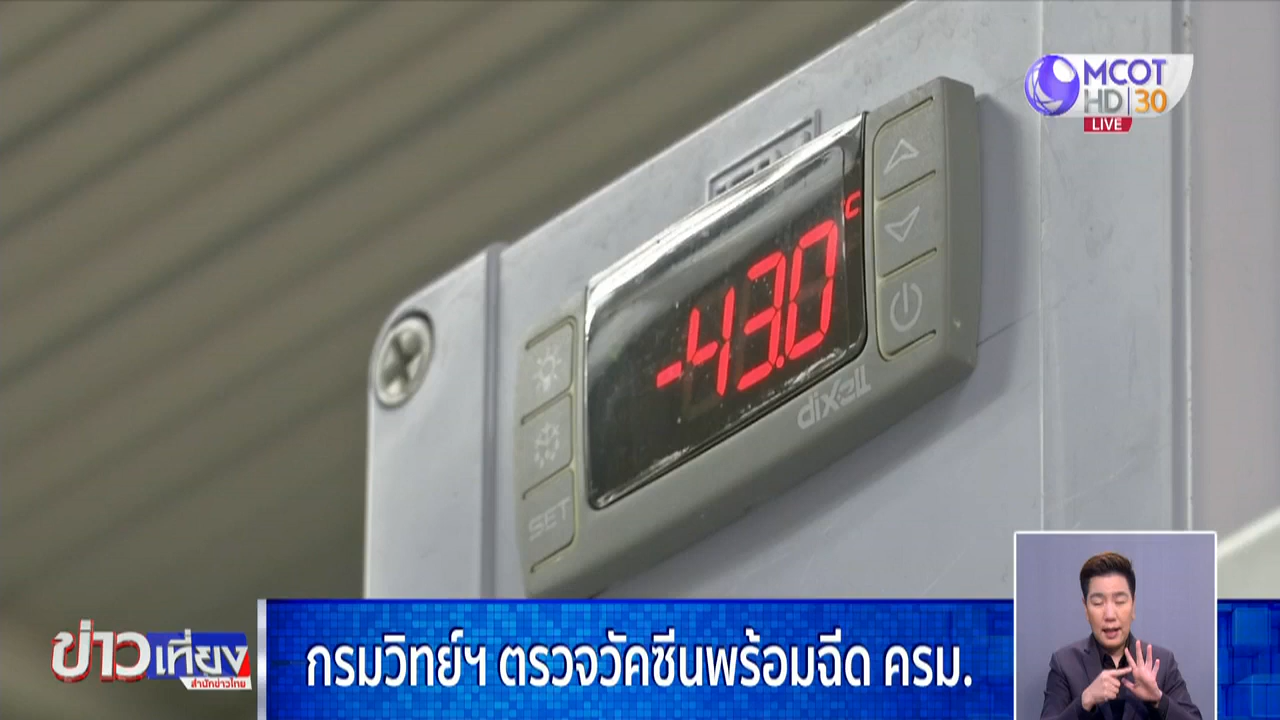 MCOT
HD 30
LIVE
-43.0 °C
dixell
SET
ข่าวเที่ยง
สำนักข่าวไทย
กรมวิทย์ฯ ตรวจวัคซีนพร้อมฉีด ครม.